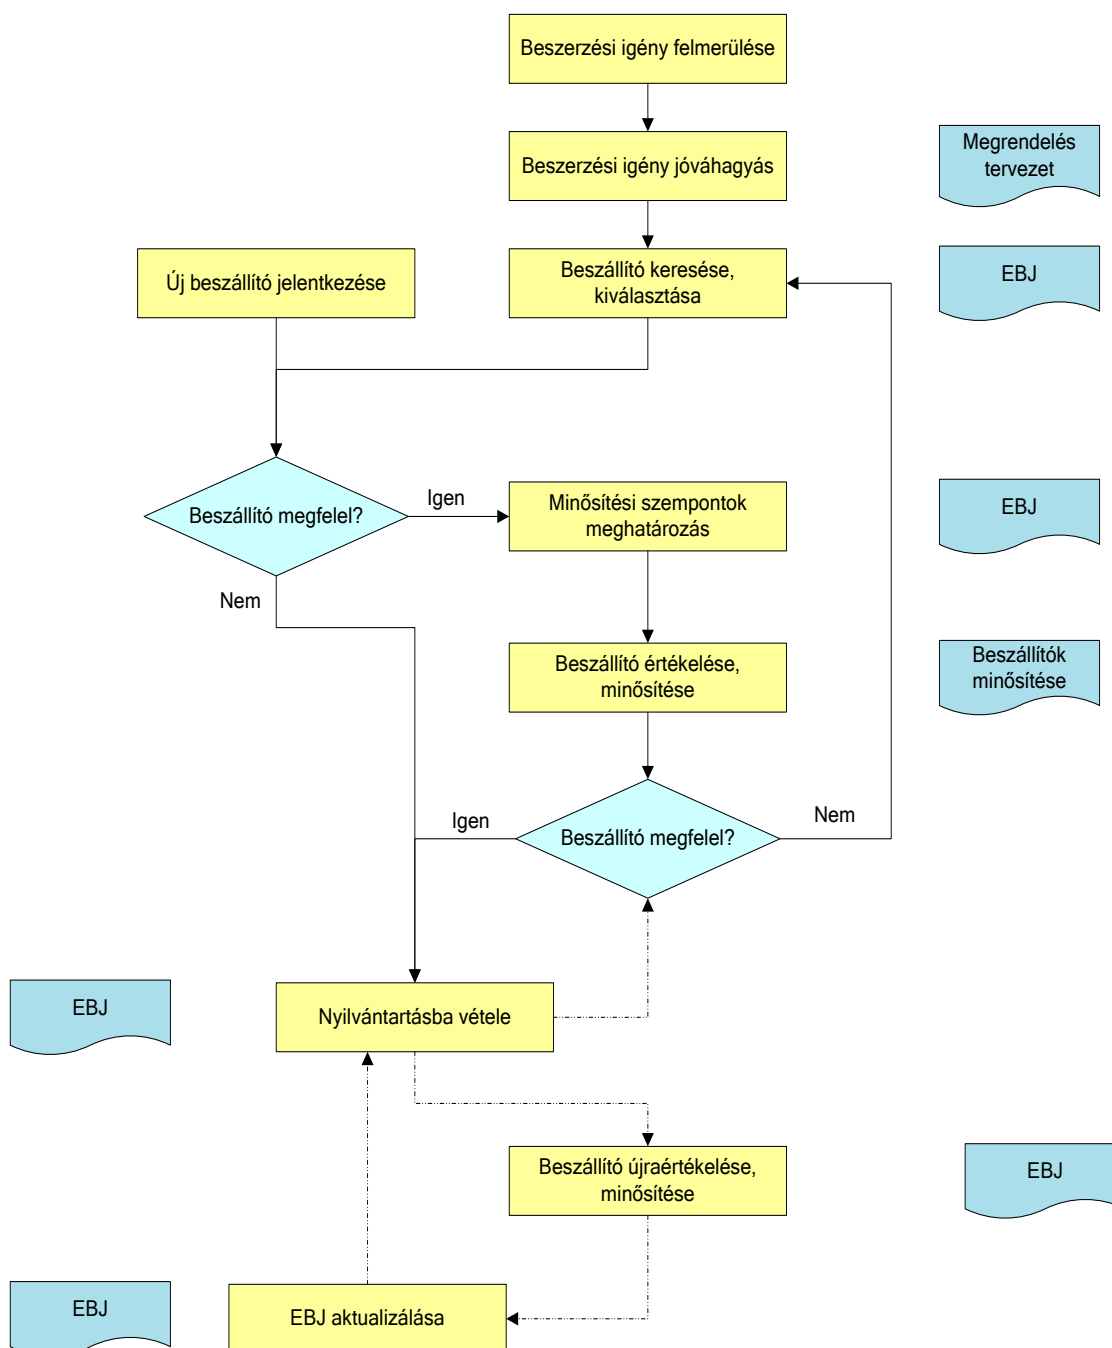 Beszerzési igény felmerülése
Beszerzési igény jóváhagyás
Megrendelés
tervezet
Új beszállító jelentkezése
Beszállító keresése,
kiválasztása
EBJ
Beszállító megfelel?
Igen
Minősítési szempontok
meghatározás
EBJ
Nem
Beszállító értékelése,
minősítése
Beszállítók
minősítése
Igen
Beszállító megfelel?
Nem
EBJ
Nyilvántartásba vétele
Beszállító újraértékelése,
minősítése
EBJ
EBJ
EBJ aktualizálása